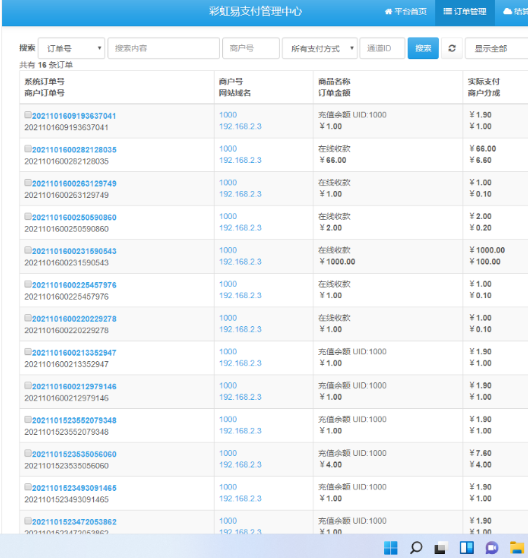 彩虹易支付管理中心 平台首页 订单管理 结算
搜索 订单号 搜索内容 商户号 所有支付方式 通道ID 搜索 显示全部
共有 16 条订单
系统订单号 商户号 商品名称 实际支付
商户订单号 网站域名 订单金额 商户分成
2021101609193637041 1000 充值余额 UID:1000 ￥1.90
2021101609193637041 192.168.2.3 ￥1.00 ￥1.00
2021101600282128035 1000 在线收款 ￥66.00
2021101600282128035 192.168.2.3 ￥66.00 ￥6.60
2021101600263129749 1000 在线收款 ￥1.00
2021101600263129749 192.168.2.3 ￥1.00 ￥0.10
2021101600250590860 1000 在线收款 ￥2.00
2021101600250590860 192.168.2.3 ￥2.00 ￥0.20
2021101600231590543 1000 在线收款 ￥1000.00
2021101600231590543 192.168.2.3 ￥1000.00 ￥100.00
2021101600225457976 1000 在线收款 ￥1.00
2021101600225457976 192.168.2.3 ￥1.00 ￥0.10
2021101600220229278 1000 在线收款 ￥1.00
2021101600220229278 192.168.2.3 ￥1.00 ￥0.10
2021101600213352947 1000 充值余额 UID:1000 ￥1.90
2021101600213352947 192.168.2.3 ￥1.00 ￥1.00
2021101600212979146 1000 充值余额 UID:1000 ￥1.90
2021101600212979146 192.168.2.3 ￥1.00 ￥1.00
2021101523552079348 1000 充值余额 UID:1000 ￥1.90
2021101523552079348 192.168.2.3 ￥1.00 ￥1.00
2021101523535056060 1000 充值余额 UID:1000 ￥7.60
2021101523535056060 192.168.2.3 ￥4.00 ￥4.00
2021101523493091465 1000 充值余额 UID:1000 ￥1.90
2021101523493091465 192.168.2.3 ￥1.00 ￥1.00
2021101523472053862 1000 充值余额 UID:1000 ￥1.90
2021101523472053862 192.168.2.3 ￥1.00 ￥1.00